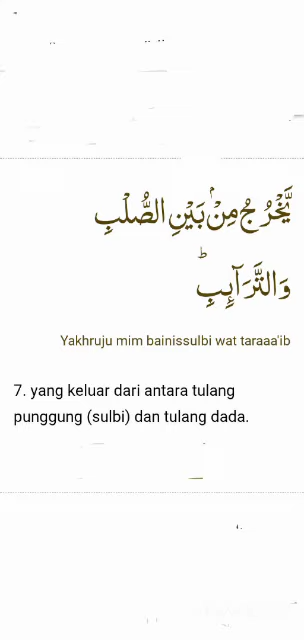 يَّخْرُجُ مِنْۢ بَيْنِ الصُّلْبِ
وَالتَّرَاۤىِٕبِۗ
Yakhruju mim bainissulbi wat taraaa'ib
7. yang keluar dari antara tulang
punggung (sulbi) dan tulang dada.